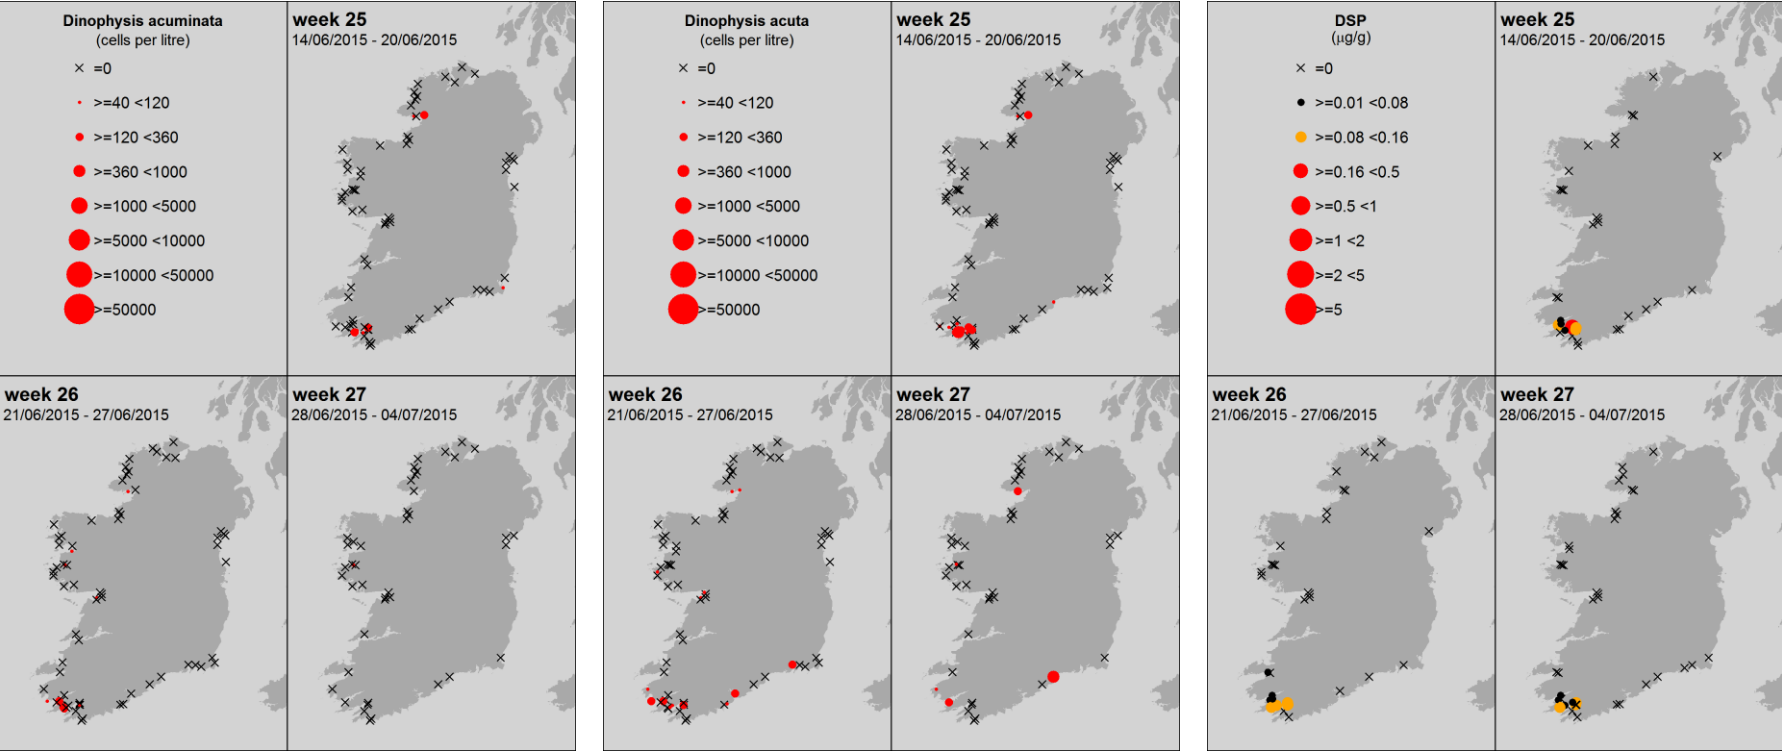 Dinophysis acuminata
(cells per litre)
=0
>=40 <120
>=120 <360
>=360 <1000
>=1000 <5000
>=5000 <10000
>=10000 <50000
>=50000
week 25
14/06/2015 - 20/06/2015
week 26
21/06/2015 - 27/06/2015
week 27
28/06/2015 - 04/07/2015
Dinophysis acuta
(cells per litre)
=0
>=40 <120
>=120 <360
>=360 <1000
>=1000 <5000
>=5000 <10000
>=10000 <50000
>=50000
week 25
14/06/2015 - 20/06/2015
week 26
21/06/2015 - 27/06/2015
week 27
28/06/2015 - 04/07/2015
DSP
(µg/g)
=0
>=0.01 <0.08
>=0.08 <0.16
>=0.16 <0.5
>=0.5 <1
>=1 <2
>=2 <5
>=5
week 25
14/06/2015 - 20/06/2015
week 26
21/06/2015 - 27/06/2015
week 27
28/06/2015 - 04/07/2015